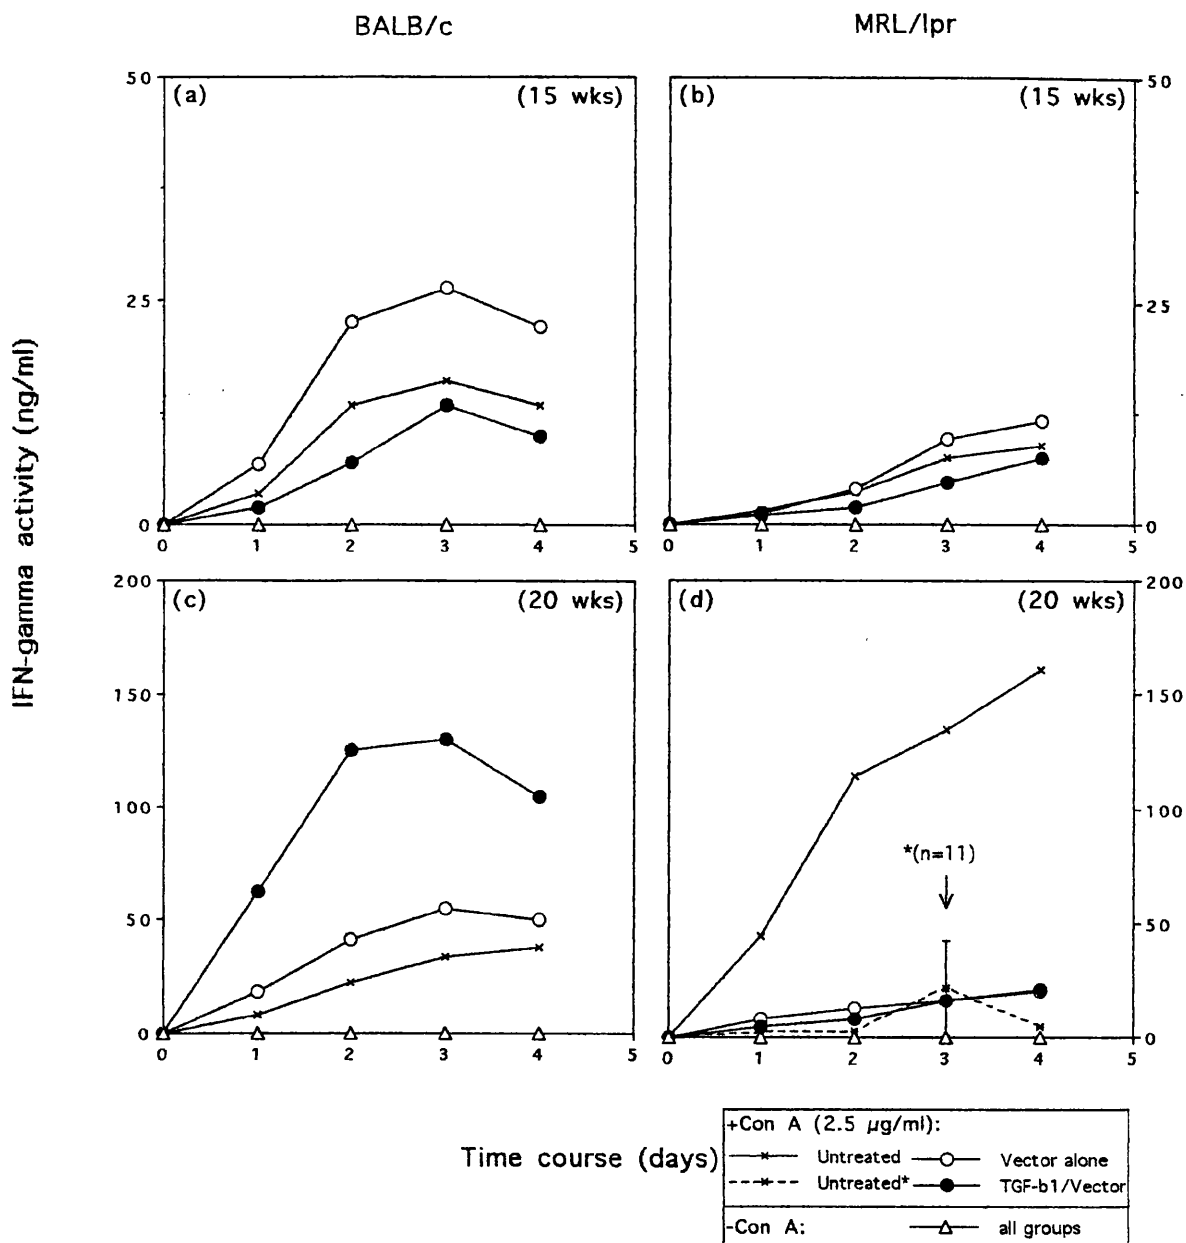 BALB/c MRL/lpr
50 (a) (15 wks) (b) (15 wks) 50
25 25
0 0
0 1 2 3 4 5 0 1 2 3 4 5
200 (c) (20 wks) (d) (20 wks) 200
150 150
100 100
*(n=11)
50 50
0 0
0 1 2 3 4 5 0 1 2 3 4 5
IFN-gamma activity (ng/ml)
Time course (days)
+Con A (2.5 µg/ml):
Untreated Vector alone
Untreated* TGF-b1/Vector
-Con A: all groups